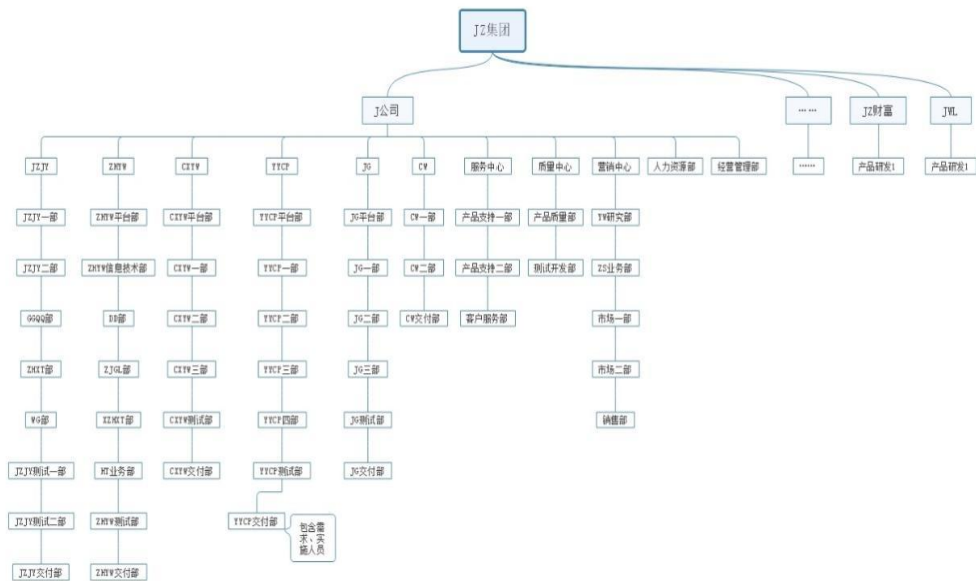 JZ集团
J公司
……
JZ财富
JWL
JZJY
ZHYW
CXYW
YYCP
JG
CW
服务中心
质量中心
营销中心
人力资源部
经营管理部
……
产品研发1
产品研发1
JZJY一部
ZHYW平台部
CXYW平台部
YYCP平台部
JG平台部
CW一部
产品支持一部
产品质量部
YW研究部
JZJY二部
ZHYW信息技术部
CXYW一部
YYCP一部
JG一部
CW二部
产品支持二部
测试开发部
ZS业务部
GGQQ部
DD部
CXYW二部
YYCP二部
JG二部
CW交付部
客户服务部
市场一部
ZHXT部
ZJGL部
CXYW三部
YYCP三部
JG三部
市场二部
WG部
XZHXT部
CXYW测试部
YYCP四部
JG测试部
销售部
JZJY测试一部
HT业务部
CXYW交付部
YYCP测试部
JG交付部
JZJY测试二部
ZHYW测试部
YYCP交付部
包含需
求、实
施人员
JZJY交付部
ZHYW交付部